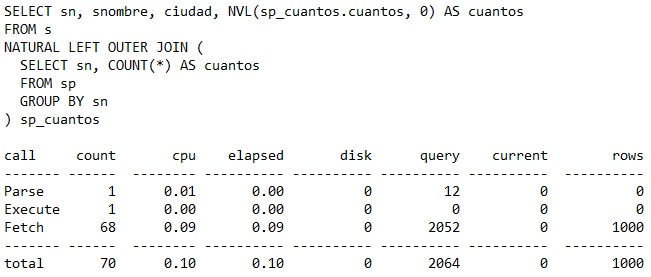 SELECT sn, snombre, ciudad, NVL(sp_cuantos.cuantos, 0) AS cuantos
FROM s
NATURAL LEFT OUTER JOIN (
  SELECT sn, COUNT(*) AS cuantos
  FROM sp
  GROUP BY sn
) sp_cuantos

call     count       cpu    elapsed       disk      query    current        rows
------- ------  -------- ---------- ---------- ---------- ----------  ----------
Parse        1      0.01       0.00          0         12          0           0
Execute      1      0.00       0.00          0          0          0           0
Fetch       68      0.09       0.09          0       2052          0        1000
------- ------  -------- ---------- ---------- ---------- ----------  ----------
total       70      0.10       0.10          0       2064          0        1000